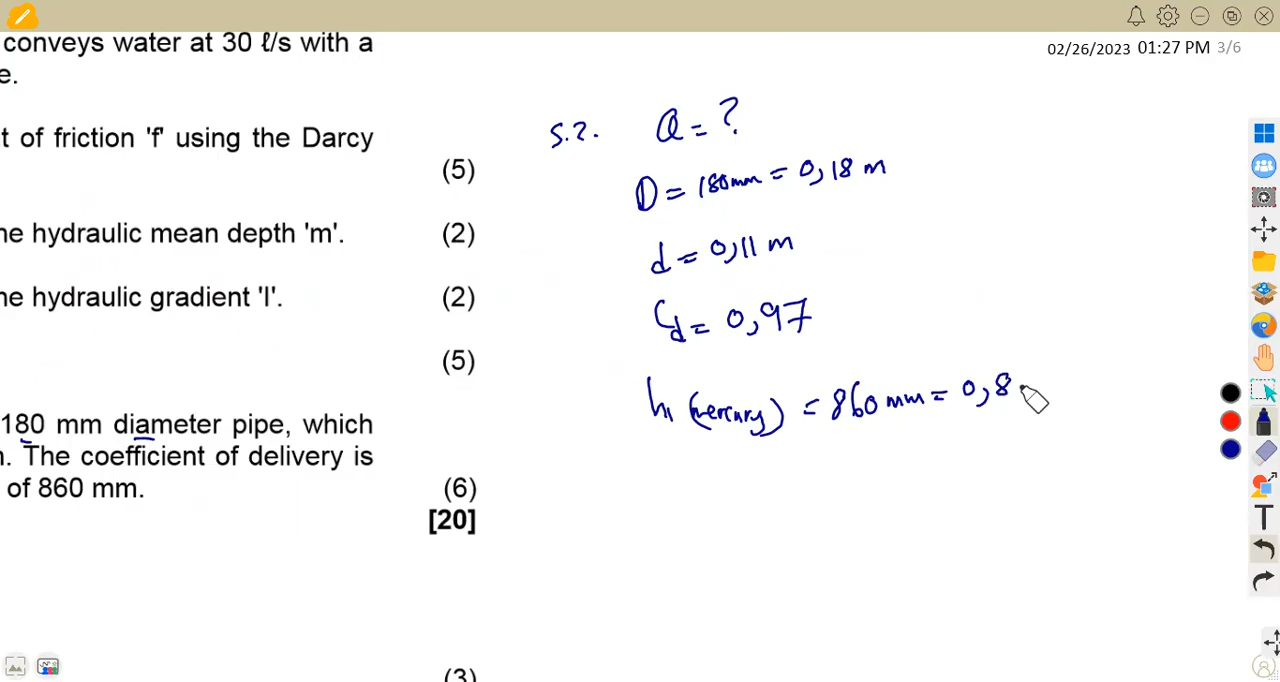 02/26/2023 01:27 PM 3/6
conveys water at 30 ℓ/s with a
e.
t of friction 'f' using the Darcy
(5)
he hydraulic mean depth 'm'.
(2)
he hydraulic gradient 'I'.
(2)
(5)
180 mm diameter pipe, which
n. The coefficient of delivery is
of 860 mm.
(6)
[20]
(3)
5.2. Q = ?
D = 180mm = 0,18 m
d = 0,11 m
Cd = 0,97
h (mercury) = 860 mm = 0,8
T